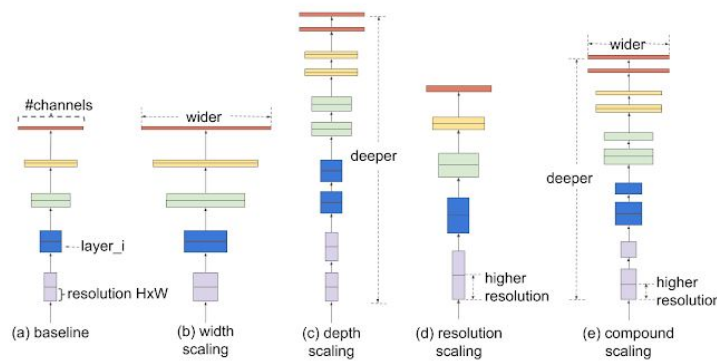 #channels
layer_i
resolution HxW
(a) baseline
wider
(b) width
scaling
deeper
(c) depth
scaling
higher
resolution
(d) resolution
scaling
wider
deeper
higher
resolution
(e) compound
scaling